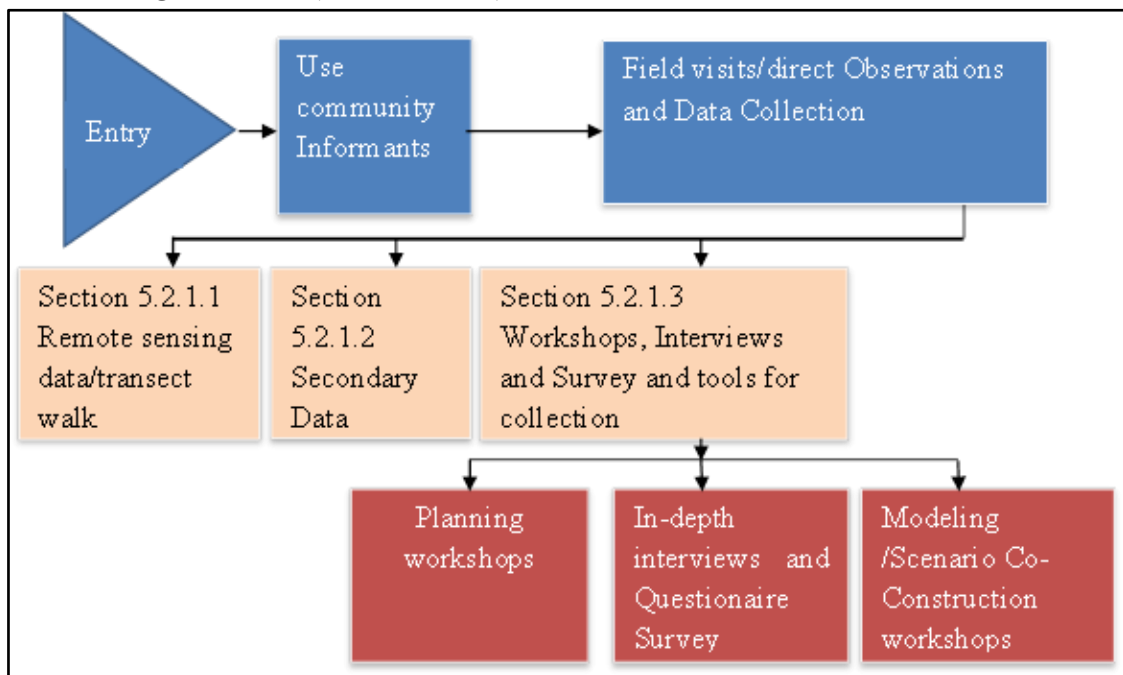 Entry
Use
community
Informants
Field visits/direct Observations
and Data Collection
Section 5.2.1.1
Remote sensing
data/transect
walk
Section
5.2.1.2
Secondary
Data
Section 5.2.1.3
Workshops, Interviews
and Survey and tools for
collection
Planning
workshops
In-depth
interviews and
Questionaire
Survey
Modeling
/Scenario Co-
Construction
workshops